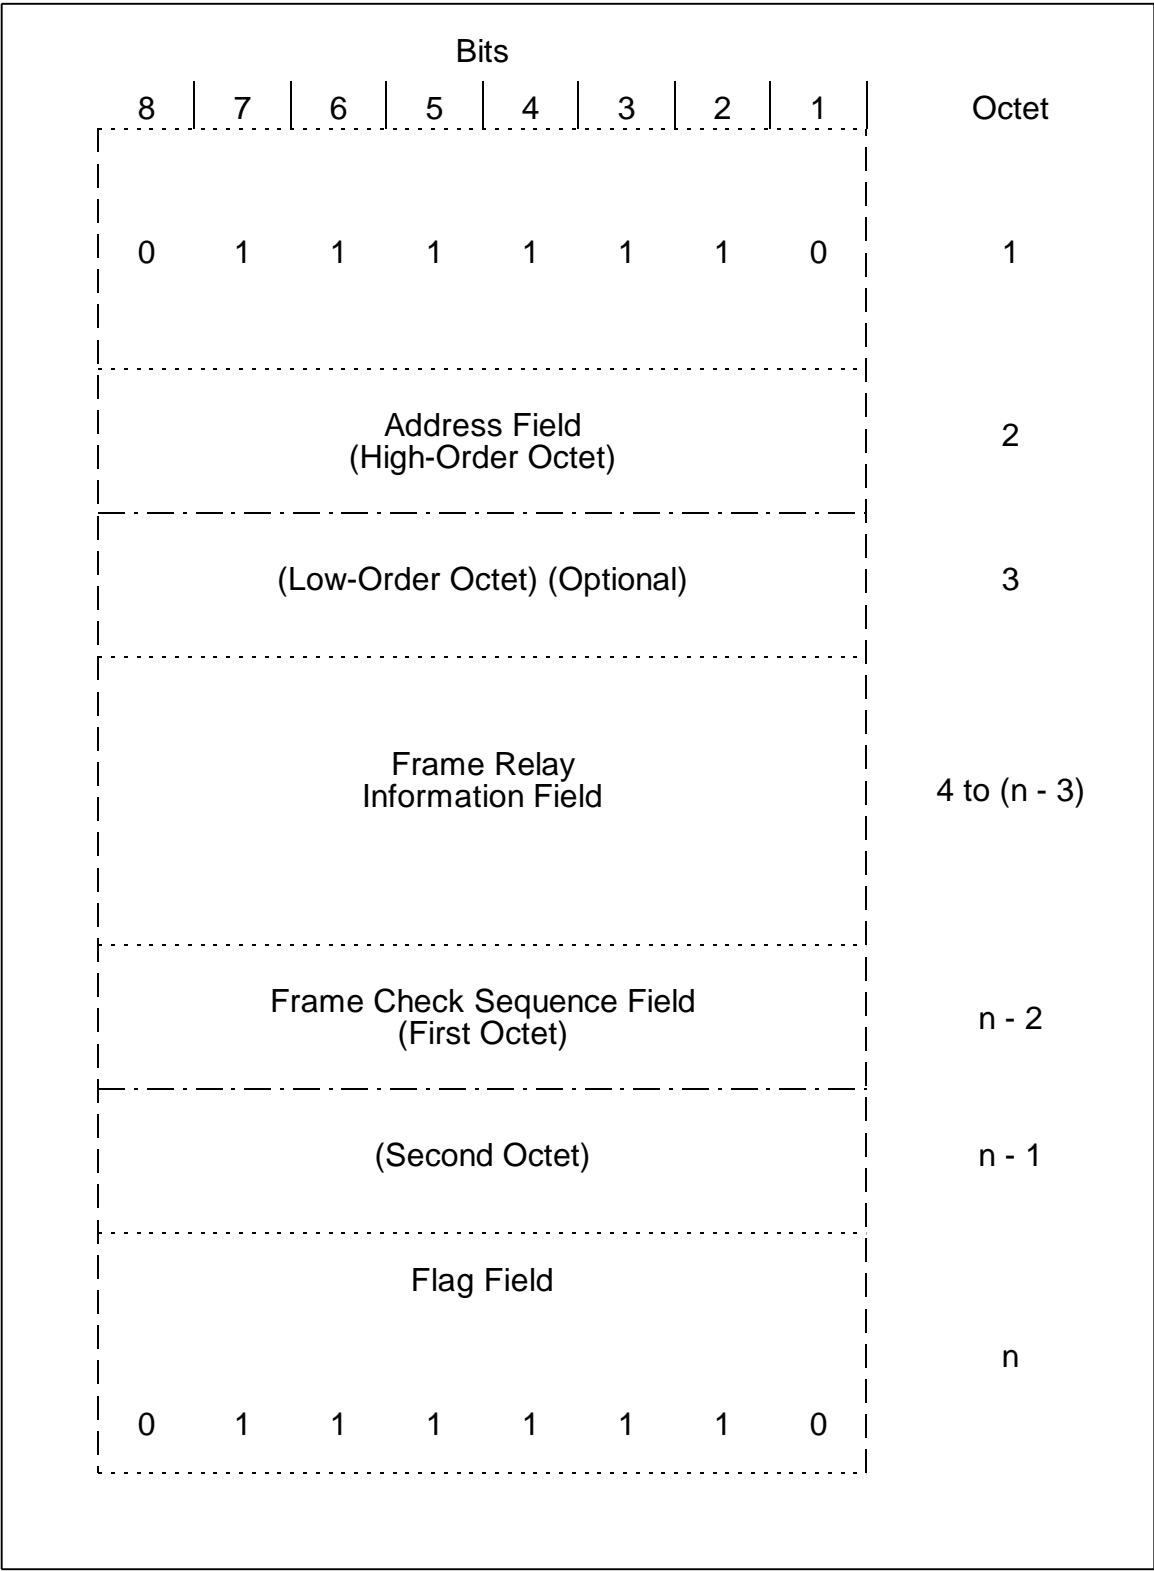 Bits
8 7 6 5 4 3 2 1 Octet
0 1 1 1 1 1 1 0 1
Address Field
(High-Order Octet) 2
(Low-Order Octet) (Optional) 3
Frame Relay
Information Field 4 to (n - 3)
Frame Check Sequence Field
(First Octet) n - 2
(Second Octet) n - 1
Flag Field
n
0 1 1 1 1 1 1 0